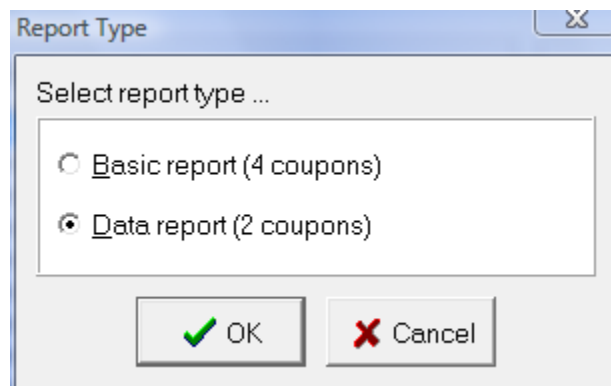 Report Type
Select report type ...
Basic report (4 coupons)
Data report (2 coupons)
OK
Cancel